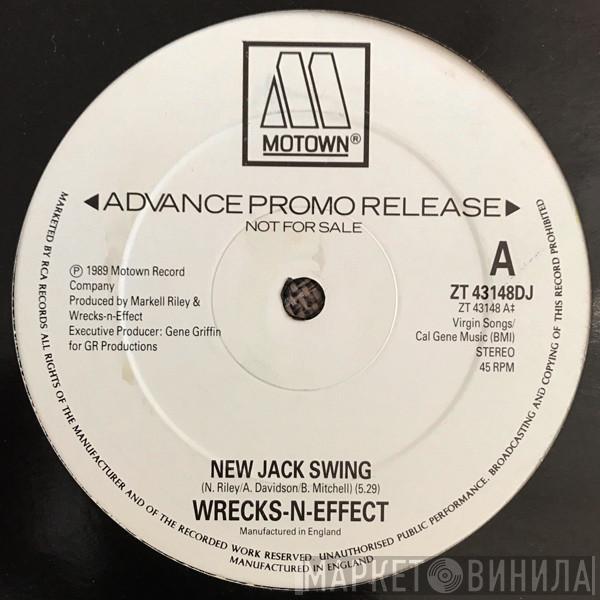 MOTOWN®
◄ADVANCE PROMO RELEASE►
NOT FOR SALE
℗ 1989 Motown Record
Company
Produced by Markell Riley &
Wrecks-n-Effect
Executive Producer: Gene Griffin
for GR Productions
A
ZT 43148DJ
ZT 43148 A‡
Virgin Songs/
Cal Gene Music (BMI)
STEREO
45 RPM
NEW JACK SWING
(N. Riley/A. Davidson/B. Mitchell) (5.29)
WRECKS-N-EFFECT
Manufactured in England
MARKETED BY RCA RECORDS ALL RIGHTS OF THE MANUFACTURER AND OF THE OWNER OF THE RECORDED WORK RESERVED. UNAUTHORISED PUBLIC PERFORMANCE, BROADCASTING AND COPYING OF THIS RECORD PROHIBITED
MANUFACTURED IN ENGLAND
МАРКЕТ ВИНИЛА